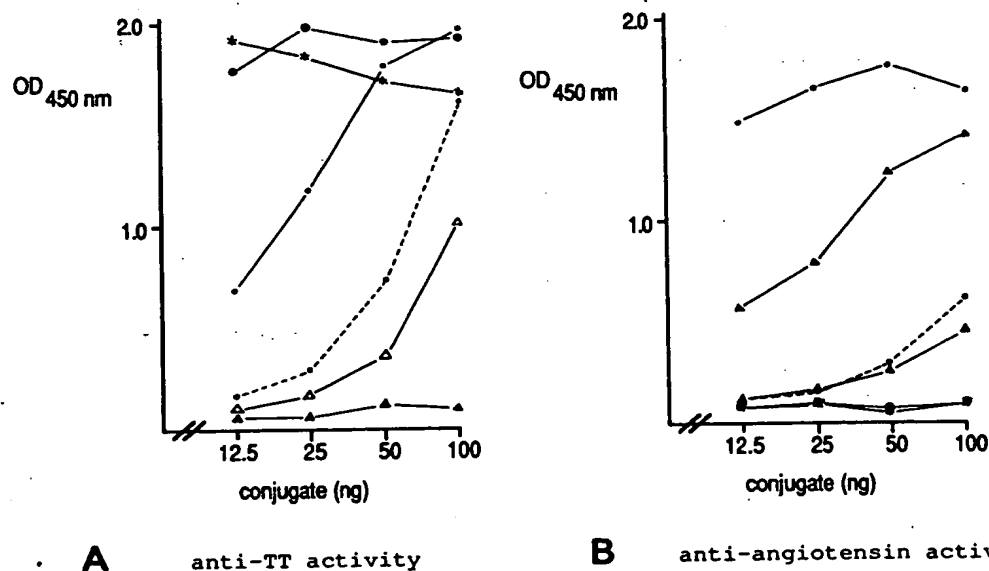 2.0
OD 450 nm
1.0
12.5 25 50 100
conjugate (ng)
A anti-TT activity
2.0
OD 450 nm
1.0
12.5 25 50 100
conjugate (ng)
B anti-angiotensin activ